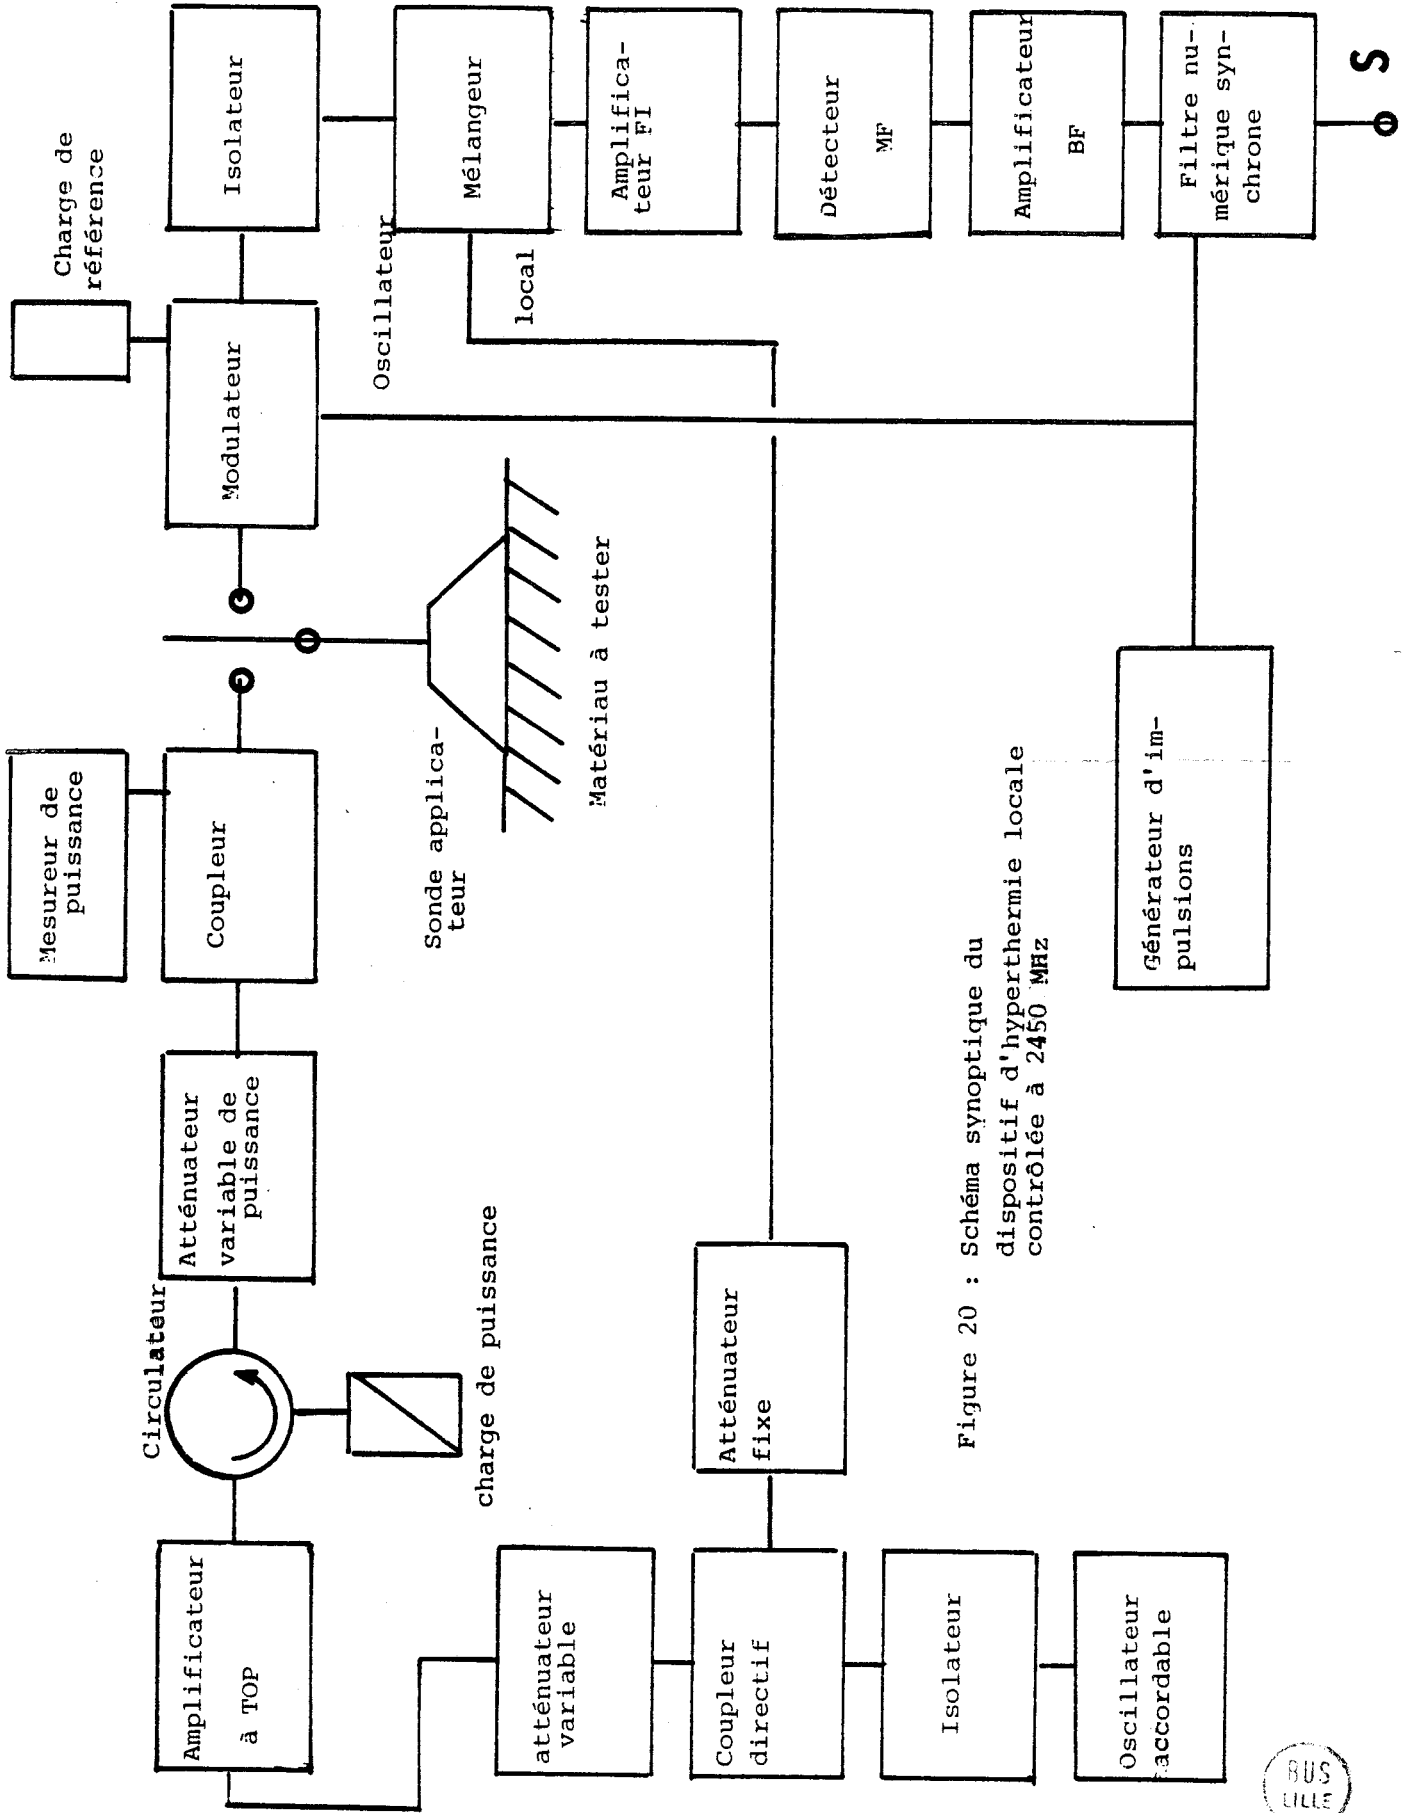 Oscillateur
accordable
Isolateur
Coupleur
directif
atténuateur
variable
Amplificateur
à TOP
Circulateur
charge de puissance
Atténuateur
variable de
puissance
Mesureur de
puissance
Coupleur
Sonde applica-
teur
Matériau à tester
Charge de
référence
Modulateur
Isolateur
Oscillateur
local
Mélangeur
Amplifica-
teur FI
Détecteur
MF
Amplificateur
BF
Filtre nu-
mérique syn-
chrone
S
Atténuateur
fixe
Générateur d'im-
pulsions
Figure 20 : Schéma synoptique du
dispositif d'hyperthermie locale
contrôlée à 2450 MHz
BUS
LILLE